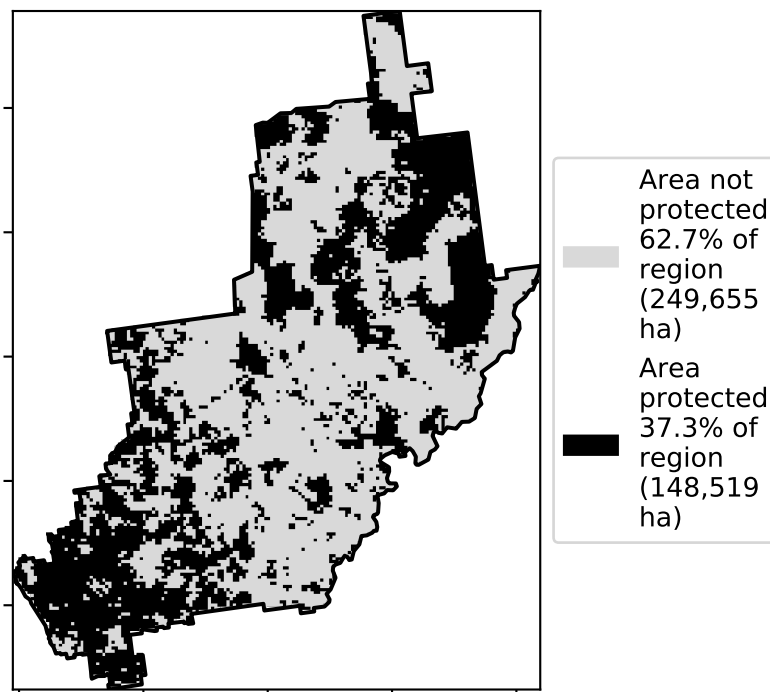 Area not
protected
62.7% of
region
(249,655
ha)
Area
protected
37.3% of
region
(148,519
ha)